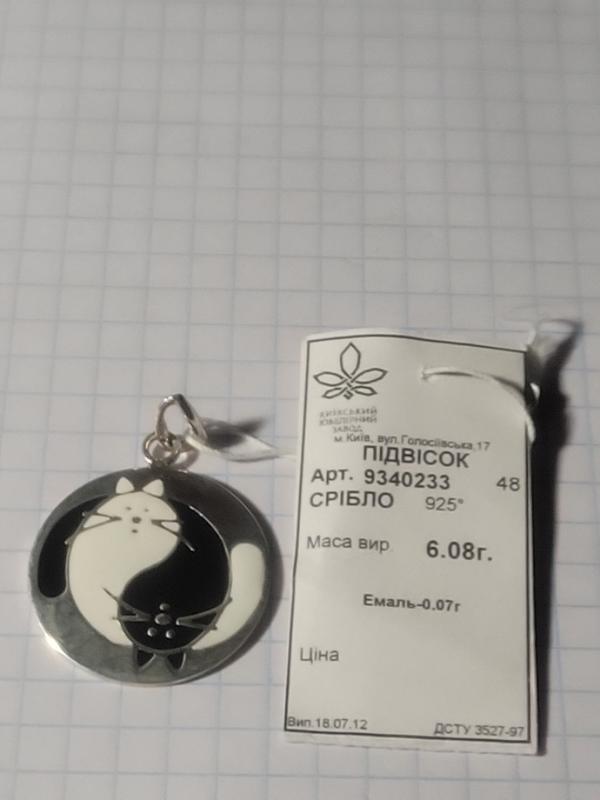 КИЇВСЬКИЙ
ЮВЕЛІРНИЙ
ЗАВОД
м.Київ, вул.Голосіївська,17
ПІДВІСОК
Арт. 9340233 48
СРІБЛО 925°
Маса вир. 6.08г.
Емаль-0.07г
Ціна
Вип.18.07.12 ДСТУ 3527-97